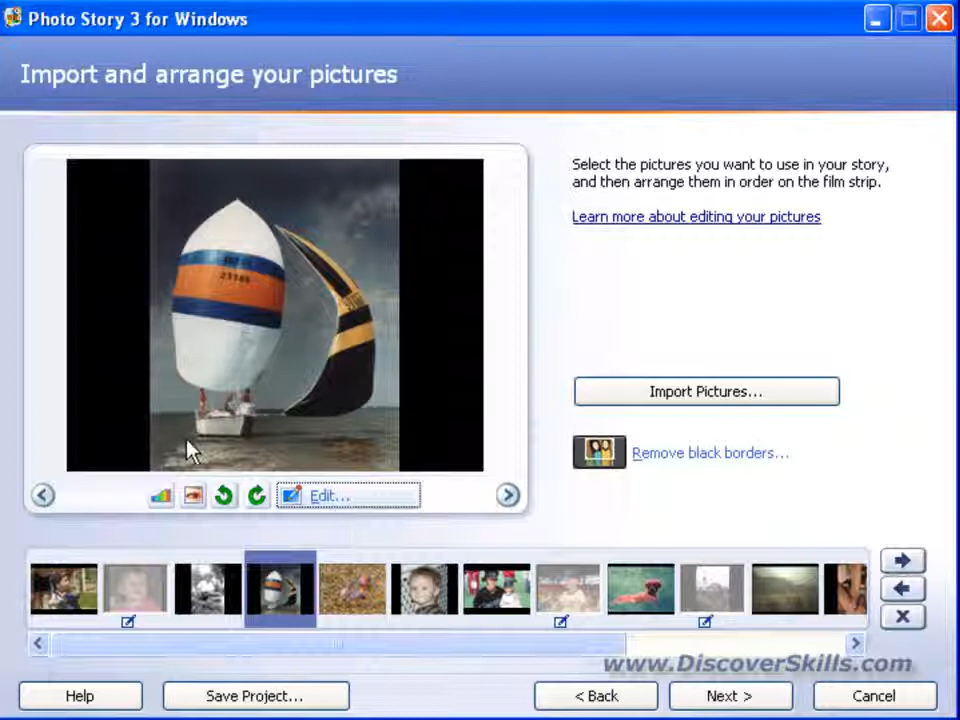 Photo Story 3 for Windows
Import and arrange your pictures
Select the pictures you want to use in your story,
and then arrange them in order on the film strip.
Learn more about editing your pictures
Import Pictures...
Remove black borders...
Edit...
www.DiscoverSkills.com
Help
Save Project...
< Back
Next >
Cancel